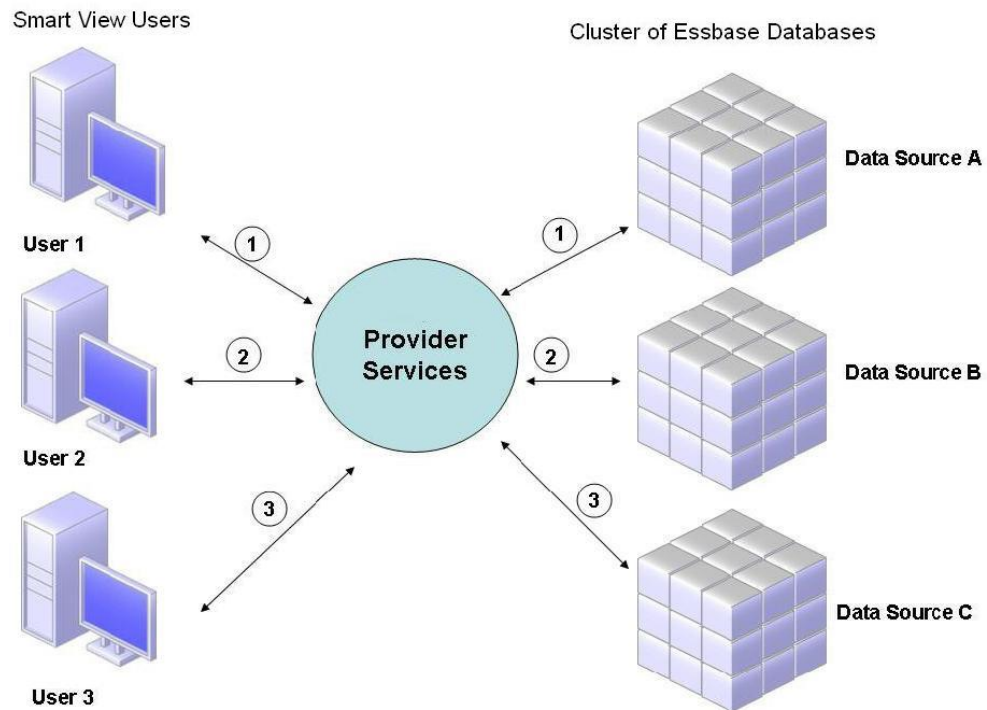 Smart View Users
Cluster of Essbase Databases
Data Source A
User 1
1
1
Provider
Services
2
2
Data Source B
User 2
3
3
Data Source C
User 3